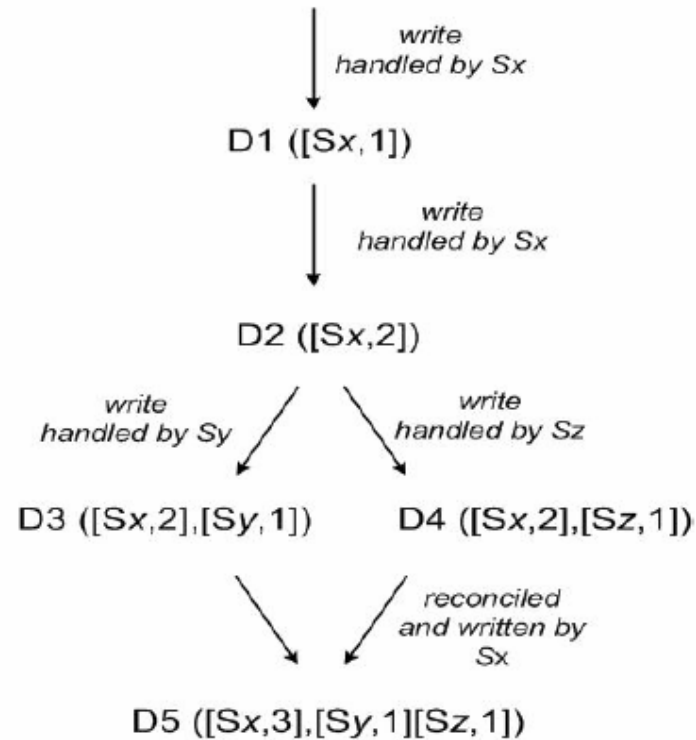 write
handled by Sx
D1 ([Sx,1])
write
handled by Sx
D2 ([Sx,2])
write
handled by Sy
write
handled by Sz
D3 ([Sx,2],[Sy,1])
D4 ([Sx,2],[Sz,1])
reconciled
and written by
Sx
D5 ([Sx,3],[Sy,1][Sz,1])